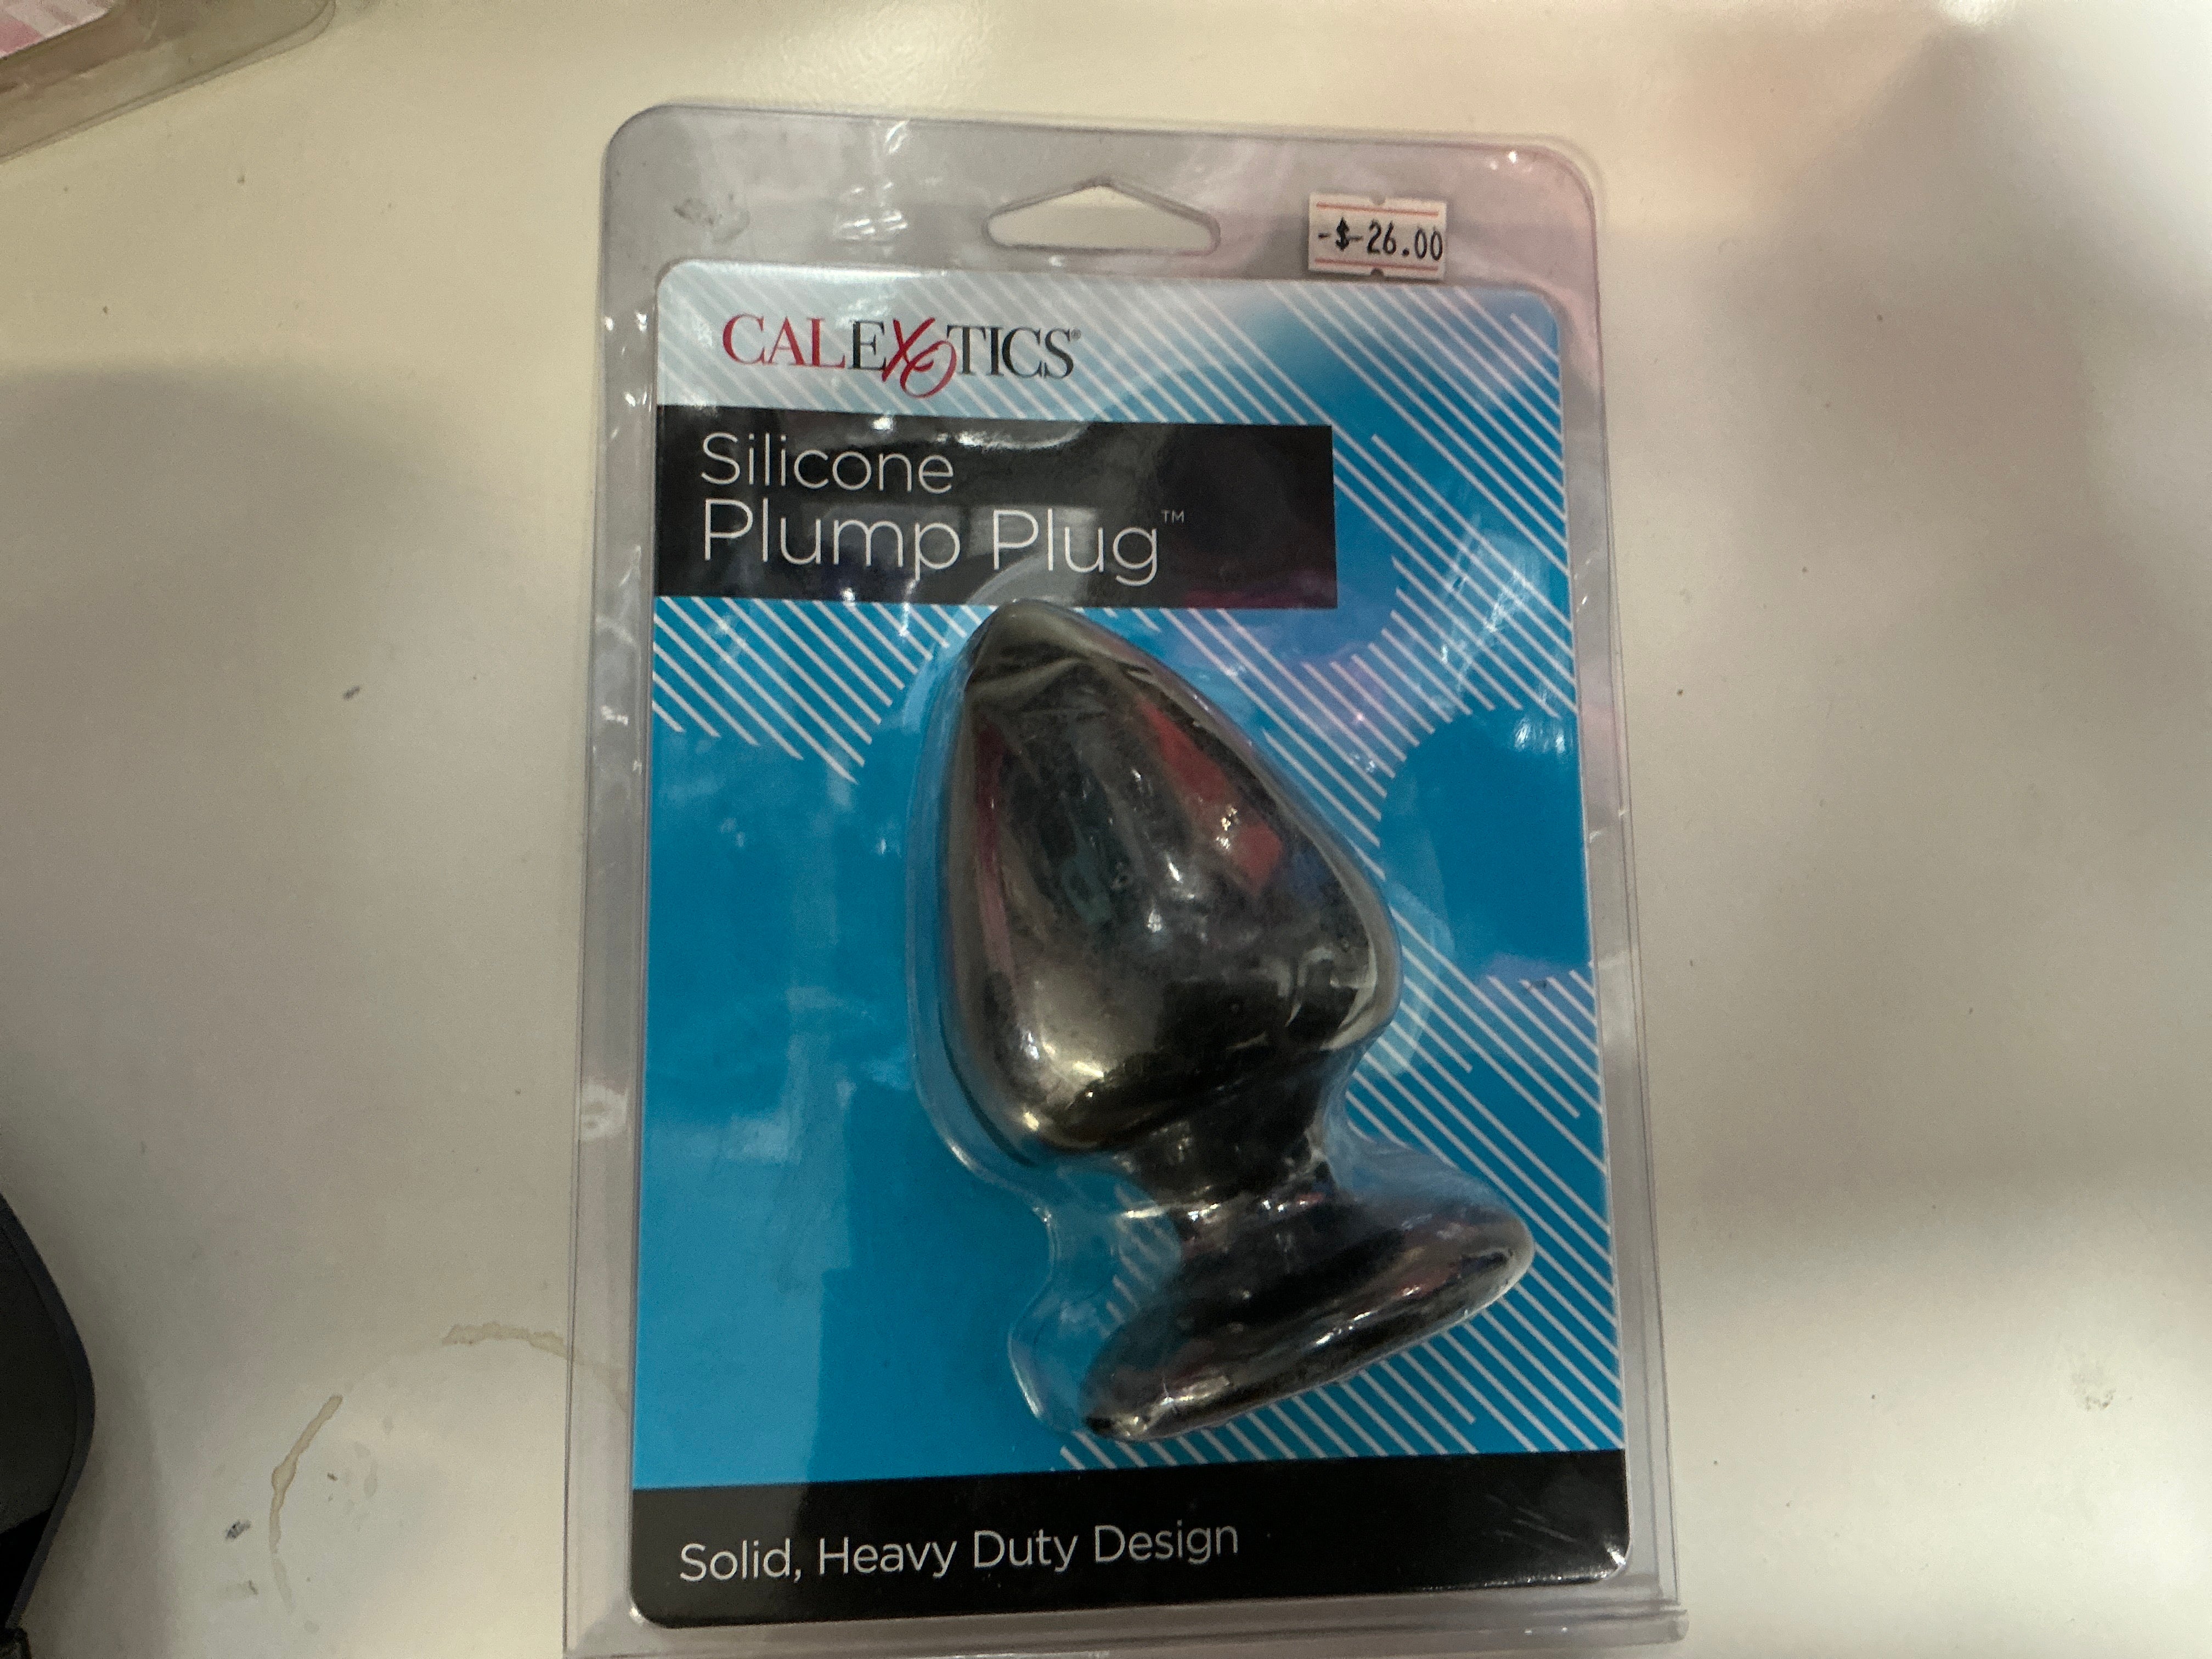 -$-26.00
CALEXOTICS®
Silicone
Plump Plug™
Solid, Heavy Duty Design